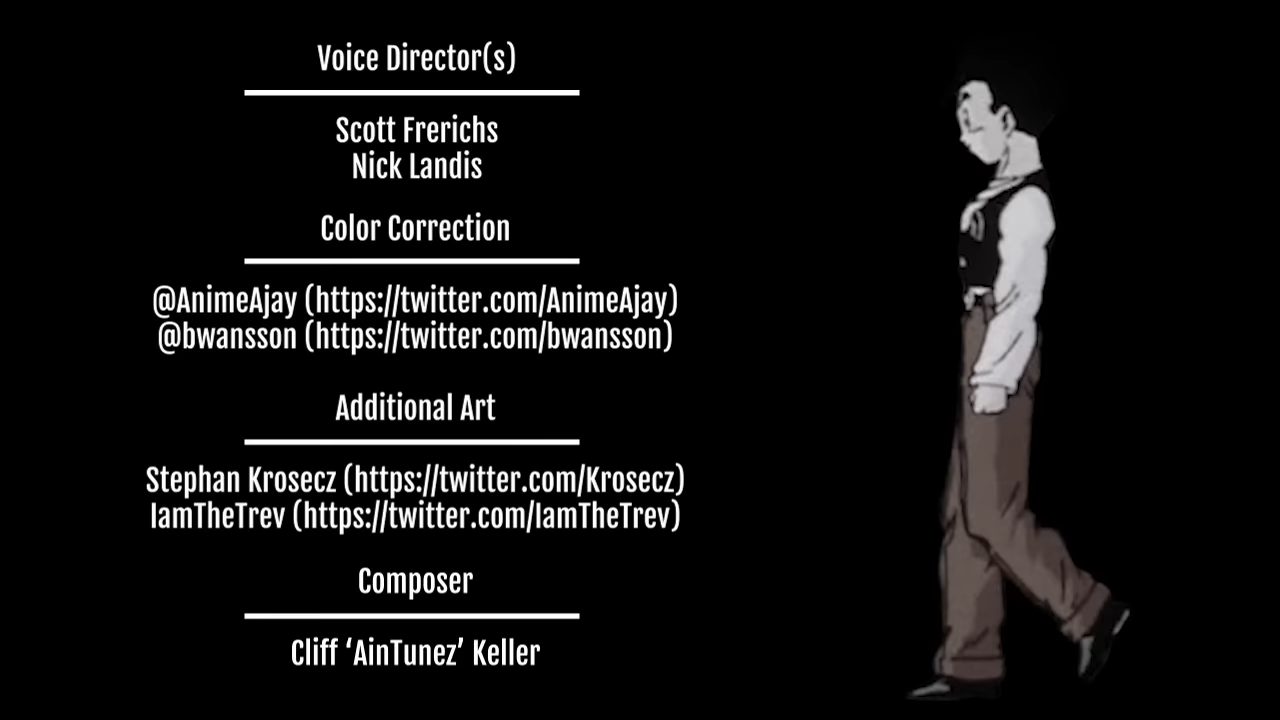 Voice Director(s)
Scott Frerichs
Nick Landis
Color Correction
@AnimeAjay (https://twitter.com/AnimeAjay)
@bwansson (https://twitter.com/bwansson)
Additional Art
Stephan Krosecz (https://twitter.com/Krosecz)
IamTheTrev (https://twitter.com/IamTheTrev)
Composer
Cliff ‘AinTunez’ Keller